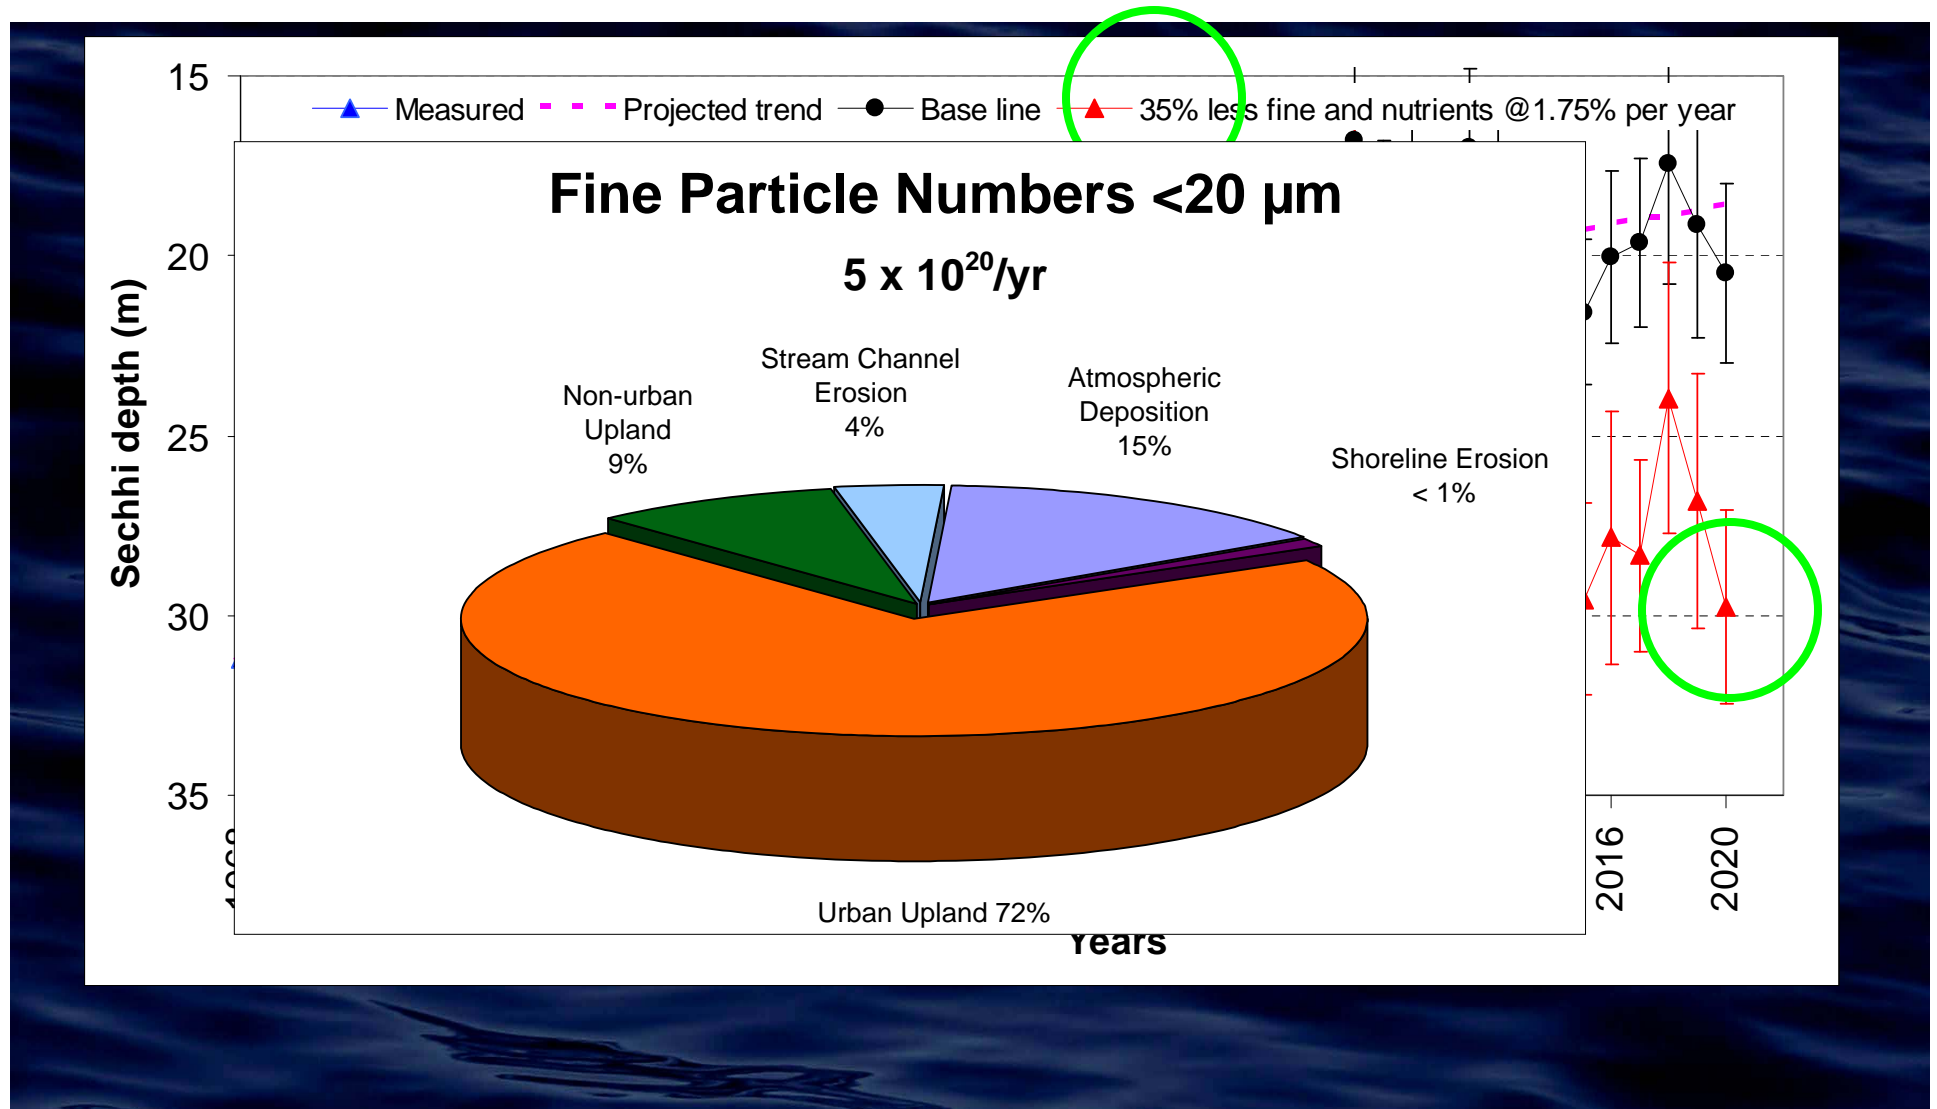 15
Measured
Projected trend
Base line
35% less fine and nutrients @1.75% per year
Fine Particle Numbers <20 µm
5 x 10²⁰/yr
20
25
30
35
Sechhi depth (m)
Stream Channel
Erosion
4%
Non-urban
Upland
9%
Atmospheric
Deposition
15%
Shoreline Erosion
< 1%
Urban Upland 72%
2016
2020
Years